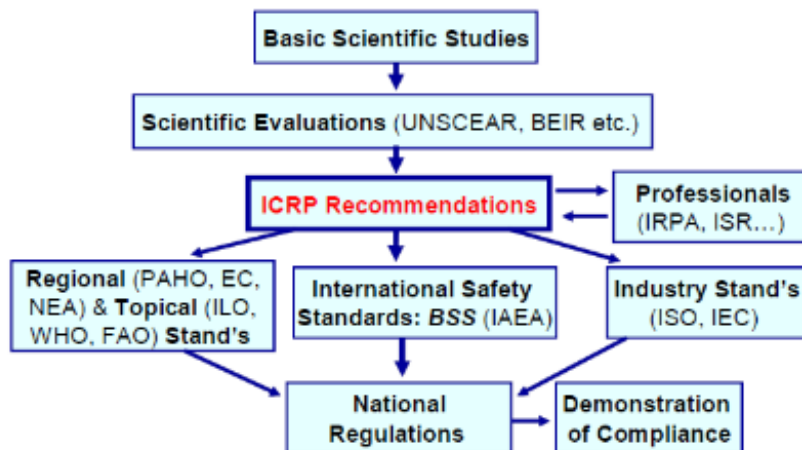 Basic Scientific Studies
Scientific Evaluations (UNSCEAR, BEIR etc.)
ICRP Recommendations
Professionals
(IRPA, ISR...)
Regional (PAHO, EC,
NEA) & Topical (ILO,
WHO, FAO) Stand's
International Safety
Standards: BSS (IAEA)
Industry Stand's
(ISO, IEC)
National
Regulations
Demonstration
of Compliance